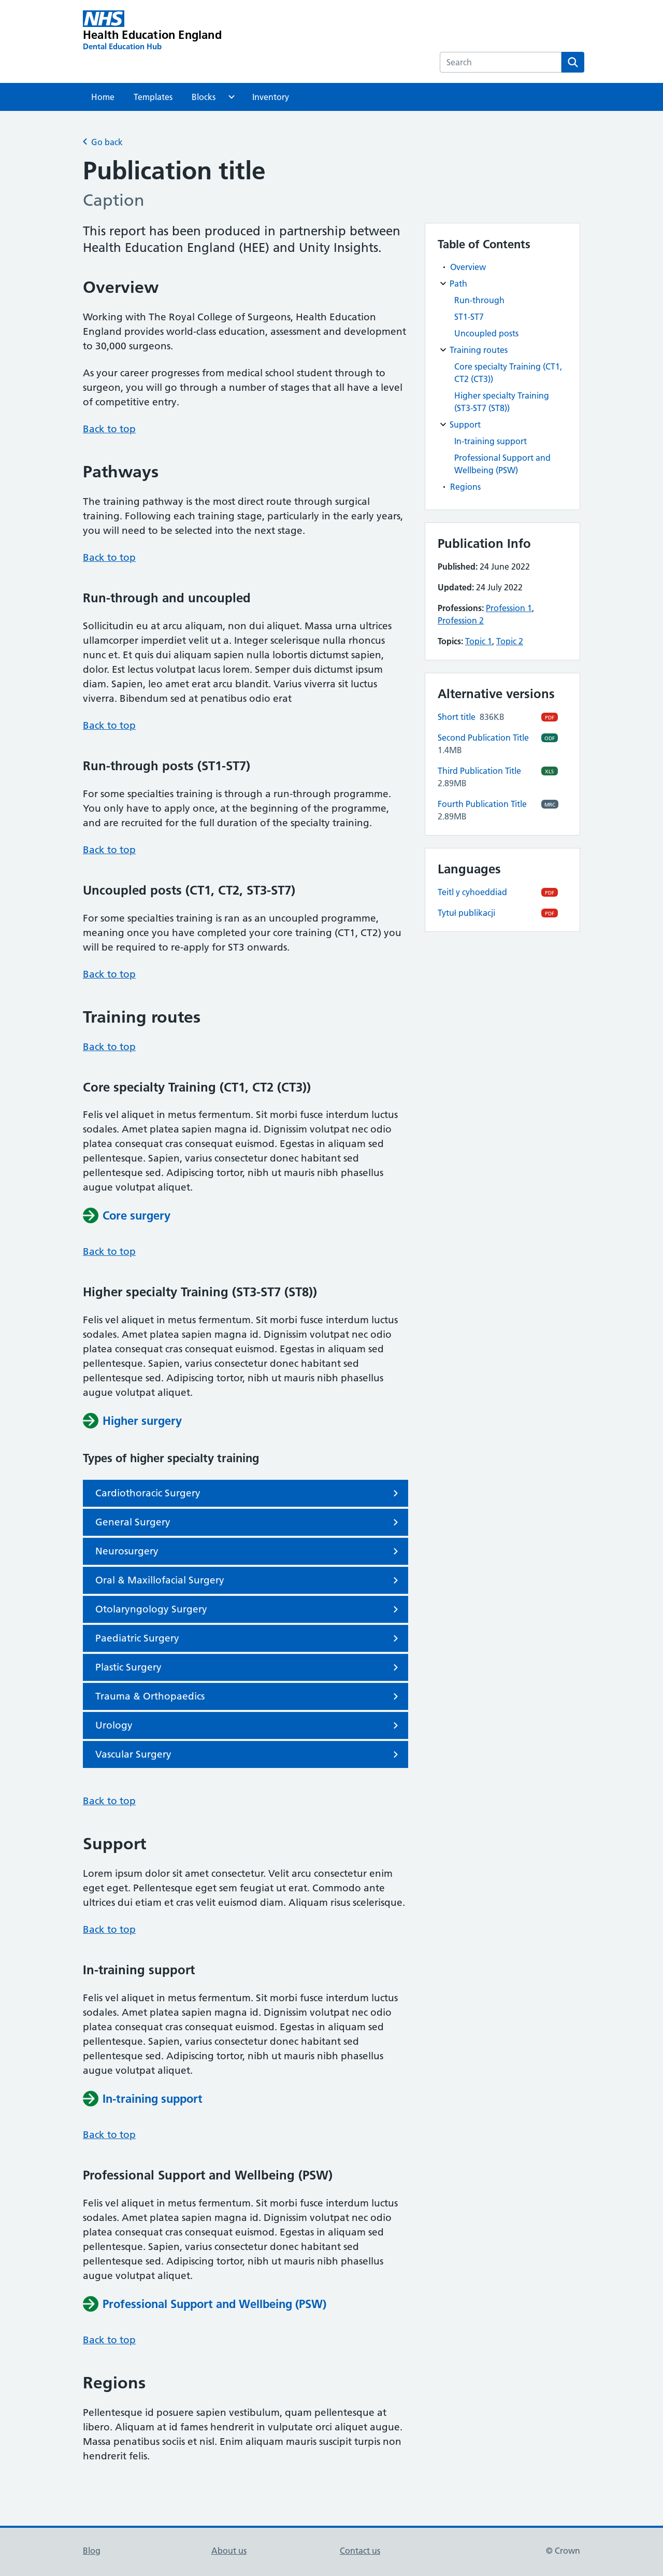 NHS
Health Education England
Dental Education Hub
Search
Home
Templates
Blocks
Inventory
Go back
Publication title
Caption
This report has been produced in partnership between
Health Education England (HEE) and Unity Insights.
Overview
Working with The Royal College of Surgeons, Health Education
England provides world-class education, assessment and development
to 30,000 surgeons.
As your career progresses from medical school student through to
surgeon, you will go through a number of stages that all have a level
of competitive entry.
Back to top
Pathways
The training pathway is the most direct route through surgical
training. Following each training stage, particularly in the early years,
you will need to be selected into the next stage.
Back to top
Run-through and uncoupled
Sollicitudin eu at arcu aliquam, non dui aliquet. Massa urna ultrices
ullamcorper imperdiet velit ut a. Integer scelerisque nulla rhoncus
nunc et. Et quis dui aliquam sapien nulla lobortis dictumst sapien,
dolor. Est lectus volutpat lacus lorem. Semper duis dictumst ipsum
diam. Sapien, leo amet erat arcu blandit. Varius viverra sit luctus
viverra. Bibendum sed at penatibus odio erat
Back to top
Run-through posts (ST1-ST7)
For some specialties training is through a run-through programme.
You only have to apply once, at the beginning of the programme,
and are recruited for the full duration of the specialty training.
Back to top
Uncoupled posts (CT1, CT2, ST3-ST7)
For some specialties training is ran as an uncoupled programme,
meaning once you have completed your core training (CT1, CT2) you
will be required to re-apply for ST3 onwards.
Back to top
Training routes
Back to top
Core specialty Training (CT1, CT2 (CT3))
Felis vel aliquet in metus fermentum. Sit morbi fusce interdum luctus
sodales. Amet platea sapien magna id. Dignissim volutpat nec odio
platea consequat cras consequat euismod. Egestas in aliquam sed
pellentesque. Sapien, varius consectetur donec habitant sed
pellentesque sed. Adipiscing tortor, nibh ut mauris nibh phasellus
augue volutpat aliquet.
Core surgery
Back to top
Higher specialty Training (ST3-ST7 (ST8))
Felis vel aliquet in metus fermentum. Sit morbi fusce interdum luctus
sodales. Amet platea sapien magna id. Dignissim volutpat nec odio
platea consequat cras consequat euismod. Egestas in aliquam sed
pellentesque. Sapien, varius consectetur donec habitant sed
pellentesque sed. Adipiscing tortor, nibh ut mauris nibh phasellus
augue volutpat aliquet.
Higher surgery
Types of higher specialty training
Cardiothoracic Surgery
General Surgery
Neurosurgery
Oral & Maxillofacial Surgery
Otolaryngology Surgery
Paediatric Surgery
Plastic Surgery
Trauma & Orthopaedics
Urology
Vascular Surgery
Back to top
Support
Lorem ipsum dolor sit amet consectetur. Velit arcu consectetur enim
eget eget. Pellentesque eget sem feugiat ut erat. Commodo ante
ultrices dui etiam et cras velit euismod diam. Aliquam risus scelerisque.
Back to top
In-training support
Felis vel aliquet in metus fermentum. Sit morbi fusce interdum luctus
sodales. Amet platea sapien magna id. Dignissim volutpat nec odio
platea consequat cras consequat euismod. Egestas in aliquam sed
pellentesque. Sapien, varius consectetur donec habitant sed
pellentesque sed. Adipiscing tortor, nibh ut mauris nibh phasellus
augue volutpat aliquet.
In-training support
Back to top
Professional Support and Wellbeing (PSW)
Felis vel aliquet in metus fermentum. Sit morbi fusce interdum luctus
sodales. Amet platea sapien magna id. Dignissim volutpat nec odio
platea consequat cras consequat euismod. Egestas in aliquam sed
pellentesque. Sapien, varius consectetur donec habitant sed
pellentesque sed. Adipiscing tortor, nibh ut mauris nibh phasellus
augue volutpat aliquet.
Professional Support and Wellbeing (PSW)
Back to top
Regions
Pellentesque id posuere sapien vestibulum, quam pellentesque at
libero. Aliquam at id fames hendrerit in vulputate orci aliquet augue.
Massa penatibus sociis et nisl. Enim aliquam mauris suscipit turpis non
hendrerit felis.
Table of Contents
Overview
Path
Run-through
ST1-ST7
Uncoupled posts
Training routes
Core specialty Training (CT1,
CT2 (CT3))
Higher specialty Training
(ST3-ST7 (ST8))
Support
In-training support
Professional Support and
Wellbeing (PSW)
Regions
Publication Info
Published: 24 June 2022
Updated: 24 July 2022
Professions: Profession 1,
Profession 2
Topics: Topic 1, Topic 2
Alternative versions
Short title 836KB PDF
Second Publication Title ODF
1.4MB
Third Publication Title XLS
2.89MB
Fourth Publication Title MRC
2.89MB
Languages
Teitl y cyhoeddiad PDF
Tytuł publikacji PDF
Blog
About us
Contact us
© Crown